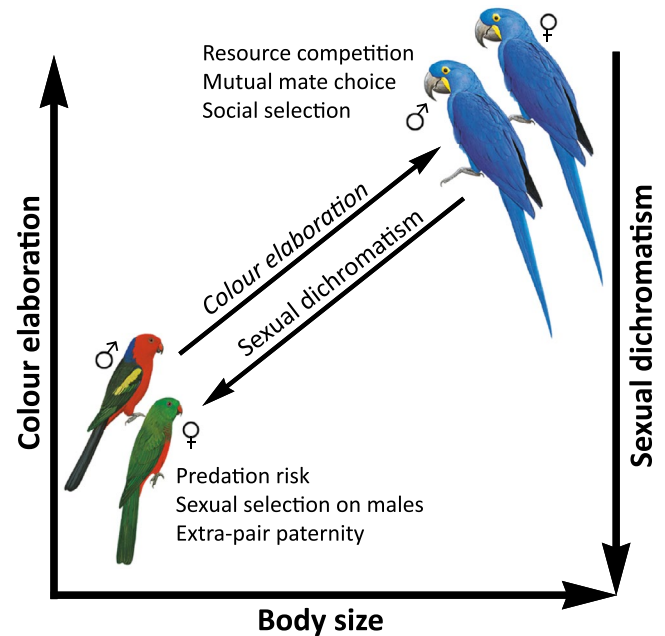 Resource competition
Mutual mate choice
Social selection
♀
♂
Colour elaboration
Sexual dichromatism
Colour elaboration
Sexual dichromatism
♂
♀
Predation risk
Sexual selection on males
Extra-pair paternity
Body size